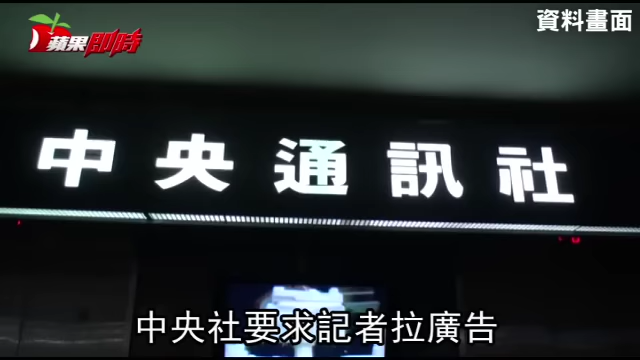 蘋果即時
資料畫面
中央通訊社
中央社要求記者拉廣告